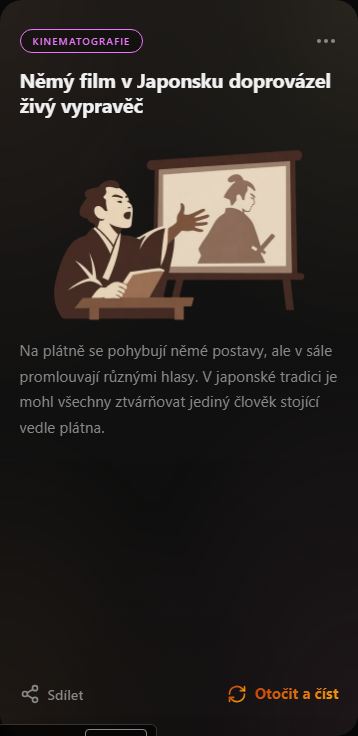 KINEMATOGRAFIE
Němý film v Japonsku doprovázel
živý vypravěč
Na plátně se pohybují němé postavy, ale v sále
promlouvají různými hlasy. V japonské tradici je
mohl všechny ztvárňovat jediný člověk stojící
vedle plátna.
Sdílet
Otočit a číst